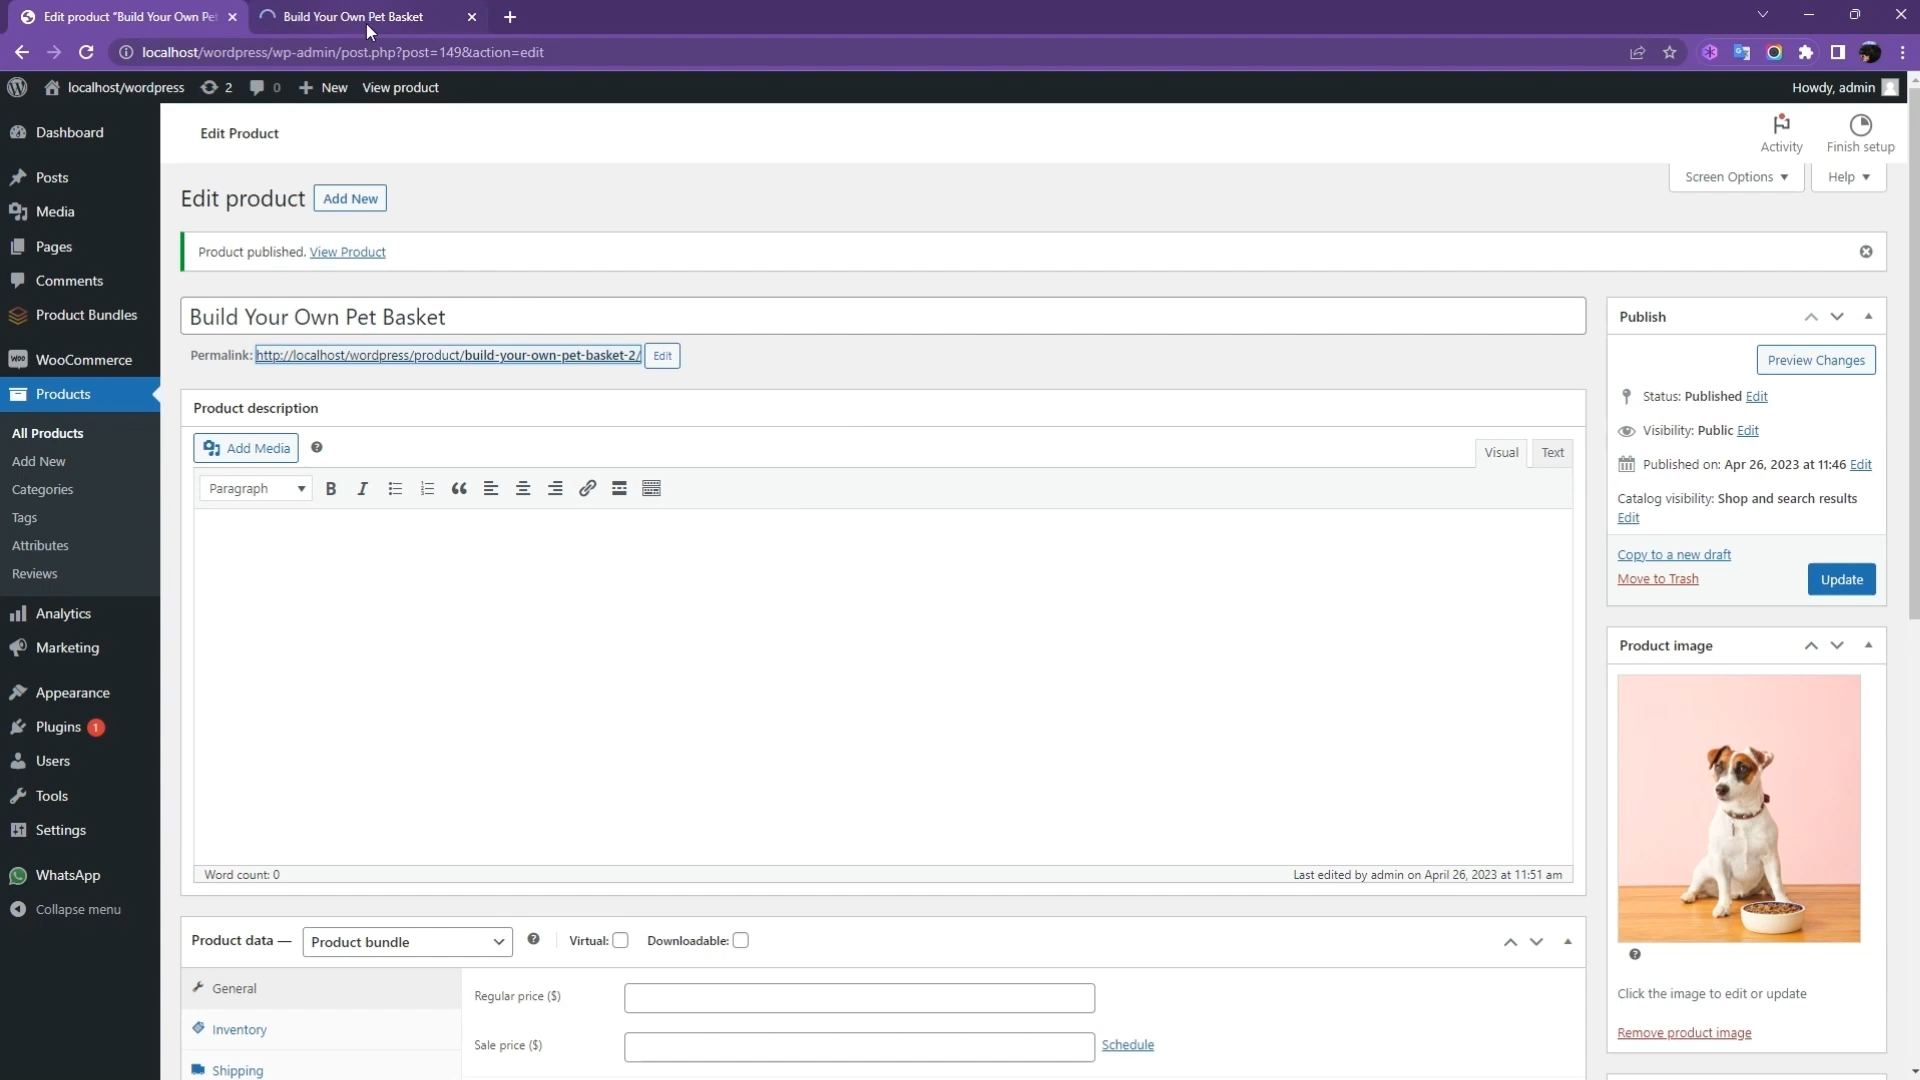 Edit product “Build Your Own Pet
Build Your Own Pet Basket
localhost/wordpress/wp-admin/post.php?post=149&action=edit
localhost/wordpress
2
0
New
View product
Howdy, admin
Edit Product
Activity
Finish setup
Edit product
Add New
Screen Options
Help
Product published. View Product
Build Your Own Pet Basket
Permalink: http://localhost/wordpress/product/build-your-own-pet-basket-2/
Edit
Product description
Add Media
Visual
Text
Paragraph
Word count: 0
Last edited by admin on April 26, 2023 at 11:51 am
Product data —
Product bundle
Virtual:
Downloadable:
General
Inventory
Shipping
Regular price ($)
Sale price ($)
Schedule
Publish
Preview Changes
Status: Published Edit
Visibility: Public Edit
Published on: Apr 26, 2023 at 11:46 Edit
Catalog visibility: Shop and search results
Edit
Copy to a new draft
Move to Trash
Update
Product image
Click the image to edit or update
Remove product image
Dashboard
Posts
Media
Pages
Comments
Product Bundles
WooCommerce
Products
All Products
Add New
Categories
Tags
Attributes
Reviews
Analytics
Marketing
Appearance
Plugins 1
Users
Tools
Settings
WhatsApp
Collapse menu